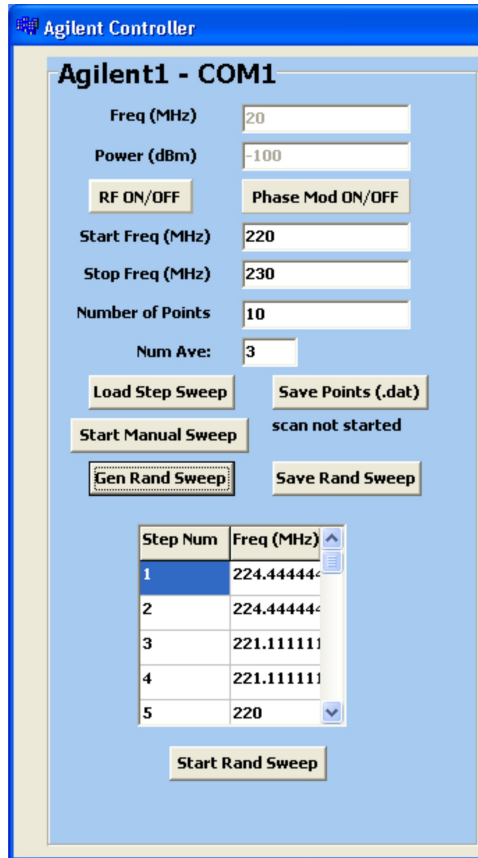 Agilent Controller
Agilent1 - COM1
Freq (MHz) 20
Power (dBm) -100
RF ON/OFF Phase Mod ON/OFF
Start Freq (MHz) 220
Stop Freq (MHz) 230
Number of Points 10
Num Ave: 3
Load Step Sweep Save Points (.dat)
Start Manual Sweep scan not started
Gen Rand Sweep Save Rand Sweep
Step Num Freq (MHz)
1 224.444444
2 224.444444
3 221.111111
4 221.111111
5 220
Start Rand Sweep